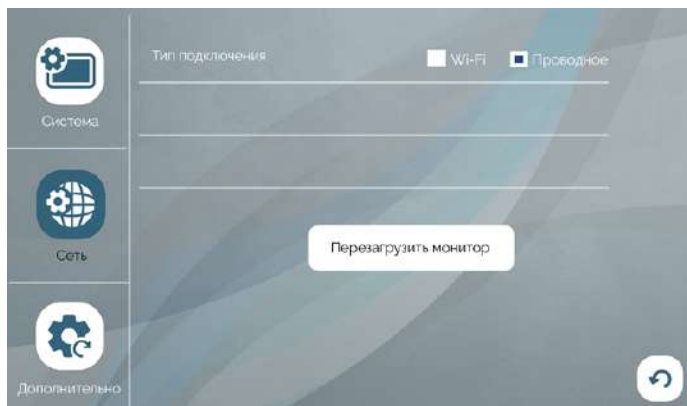 Тип подключения
Wi-Fi
Проводное
Система
Сеть
Перезагрузить монитор
Дополнительно